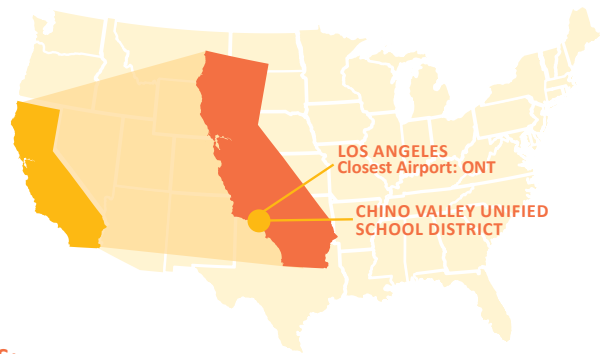 LOS ANGELES
Closest Airport: ONT
CHINO VALLEY UNIFIED
SCHOOL DISTRICT